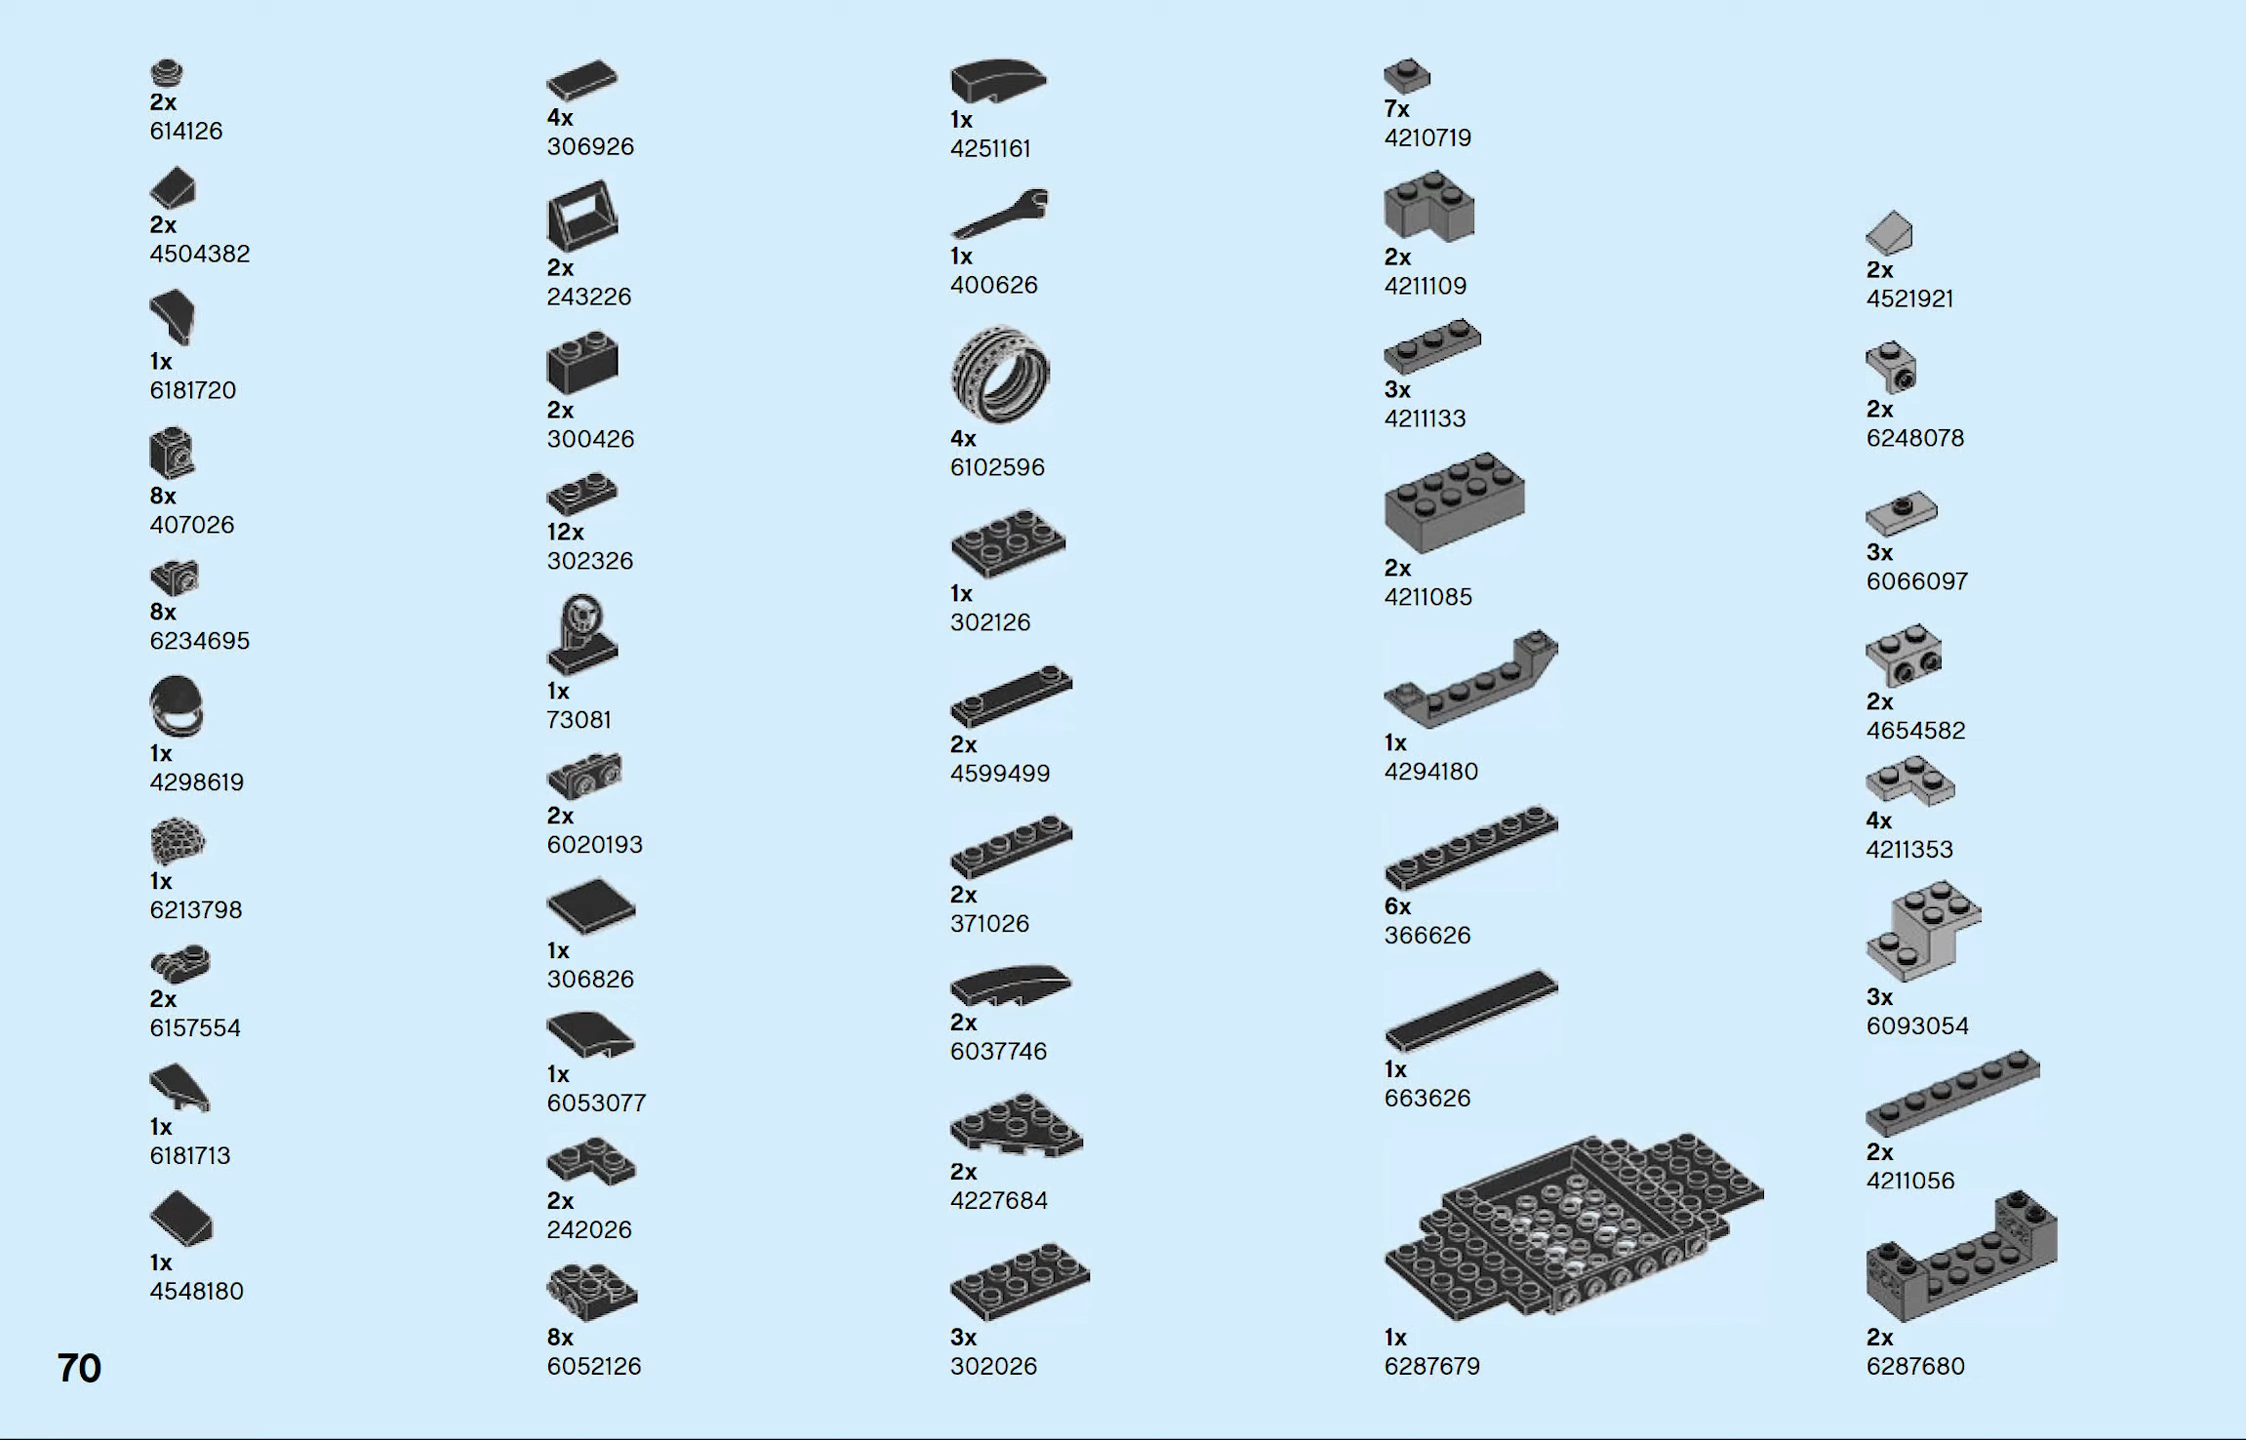 2x
614126
2x
4504382
1x
6181720
8x
407026
8x
6234695
1x
4298619
1x
6213798
2x
6157554
1x
6181713
1x
4548180
4x
306926
2x
243226
2x
300426
12x
302326
1x
73081
2x
6020193
1x
306826
1x
6053077
2x
242026
8x
6052126
1x
4251161
1x
400626
4x
6102596
1x
302126
2x
4599499
2x
371026
2x
6037746
2x
4227684
3x
302026
7x
4210719
2x
4211109
3x
4211133
2x
4211085
1x
4294180
6x
366626
1x
663626
1x
6287679
2x
4521921
2x
6248078
3x
6066097
2x
4654582
4x
4211353
3x
6093054
2x
4211056
2x
6287680
70